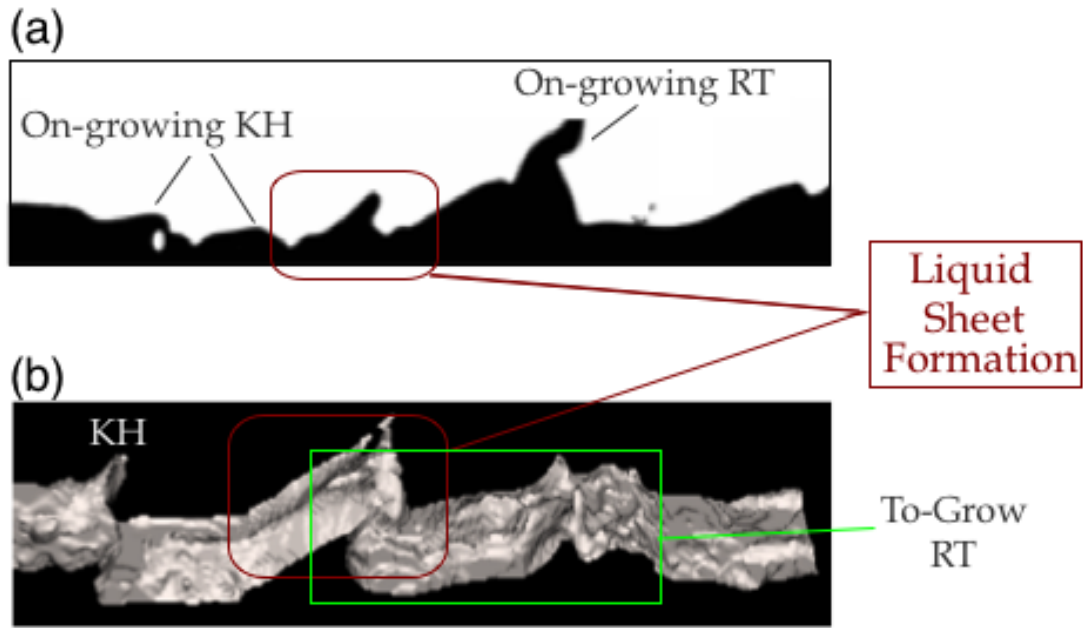 (a)
On-growing RT
On-growing KH
Liquid
Sheet
Formation
(b)
KH
To-Grow
RT